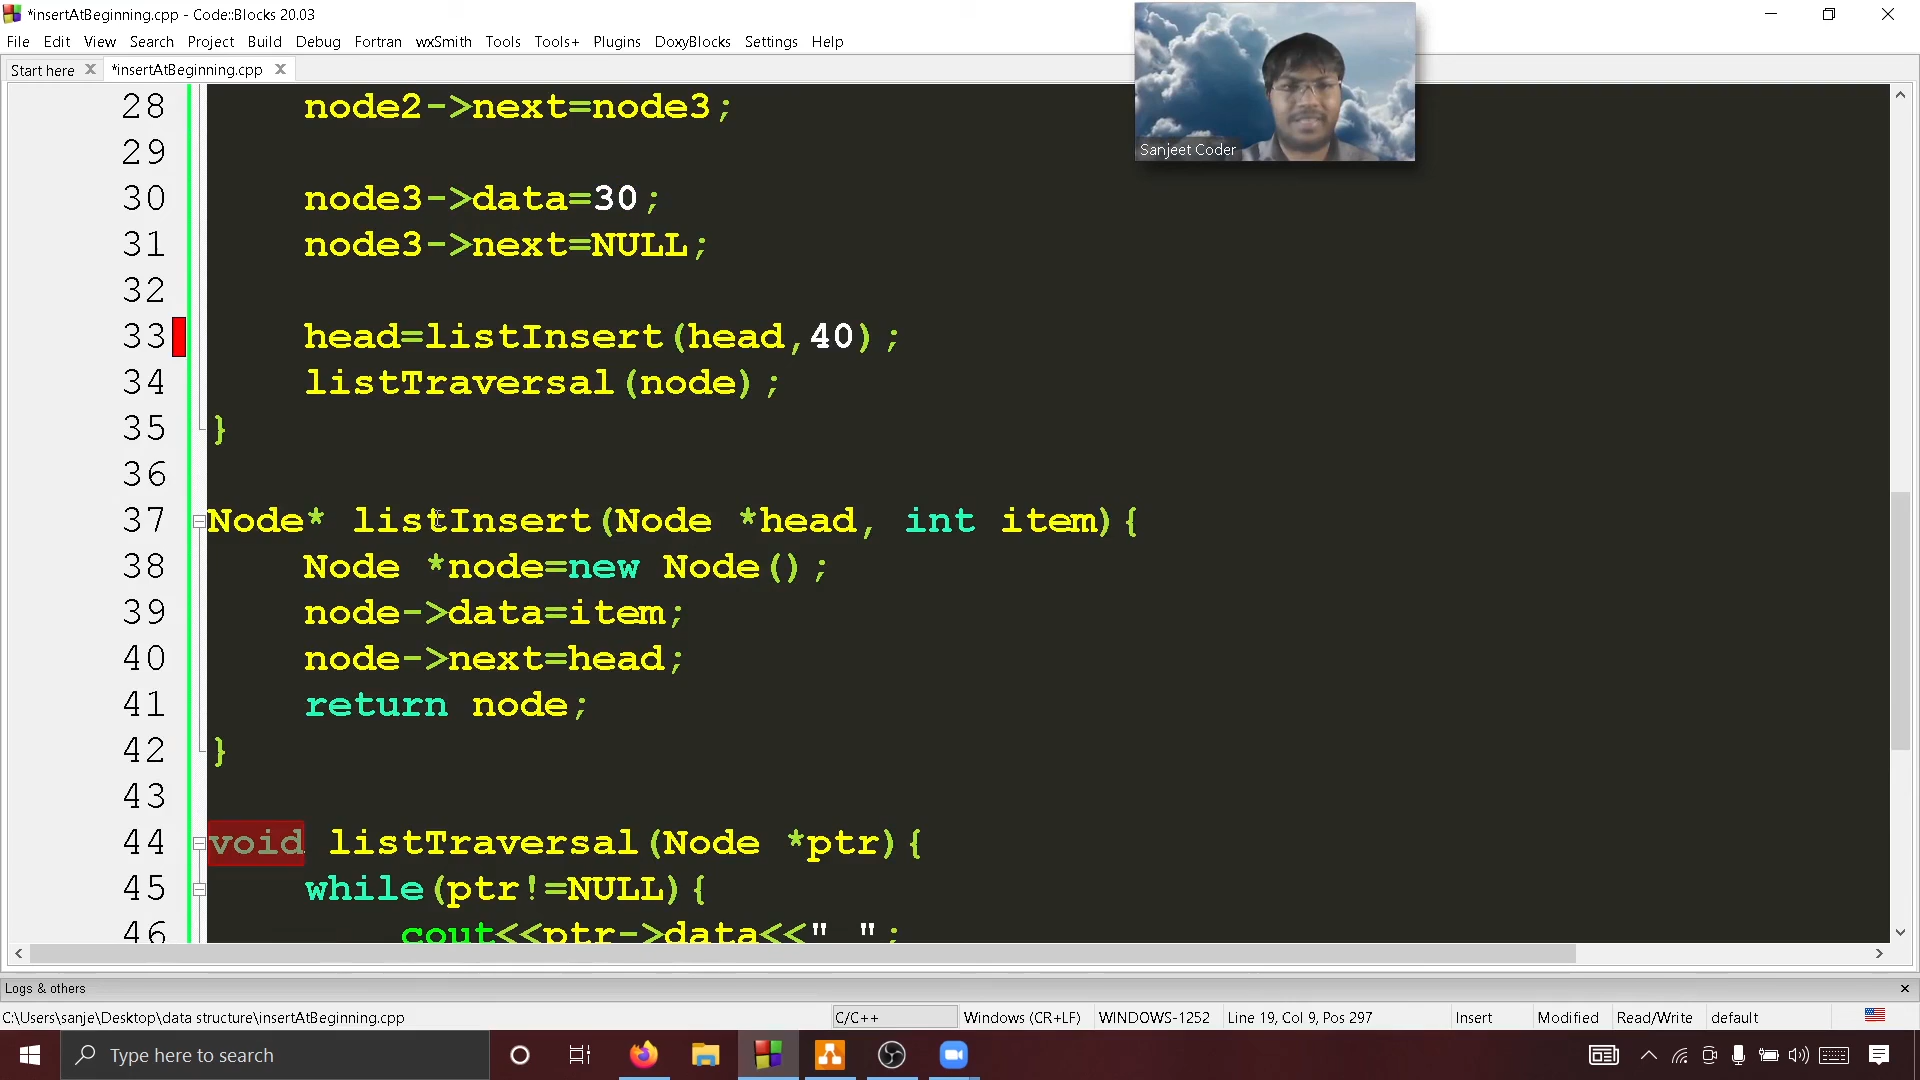 *insertAtBeginning.cpp - Code::Blocks 20.03
File Edit View Search Project Build Debug Fortran wxSmith Tools Tools+ Plugins DoxyBlocks Settings Help
Start here *insertAtBeginning.cpp
Sanjeet Coder
28 node2->next=node3;
29
30 node3->data=30;
31 node3->next=NULL;
32
33 head=listInsert(head,40);
34 listTraversal(node);
35 }
36
37 Node* listInsert(Node *head, int item){
38 Node *node=new Node();
39 node->data=item;
40 node->next=head;
41 return node;
42 }
43
44 void listTraversal(Node *ptr){
45 while(ptr!=NULL){
46 cout<<ptr->data<<" ";
Logs & others
C:\Users\sanje\Desktop\data structure\insertAtBeginning.cpp C/C++ Windows (CR+LF) WINDOWS-1252 Line 19, Col 9, Pos 297 Insert Modified Read/Write default
Type here to search